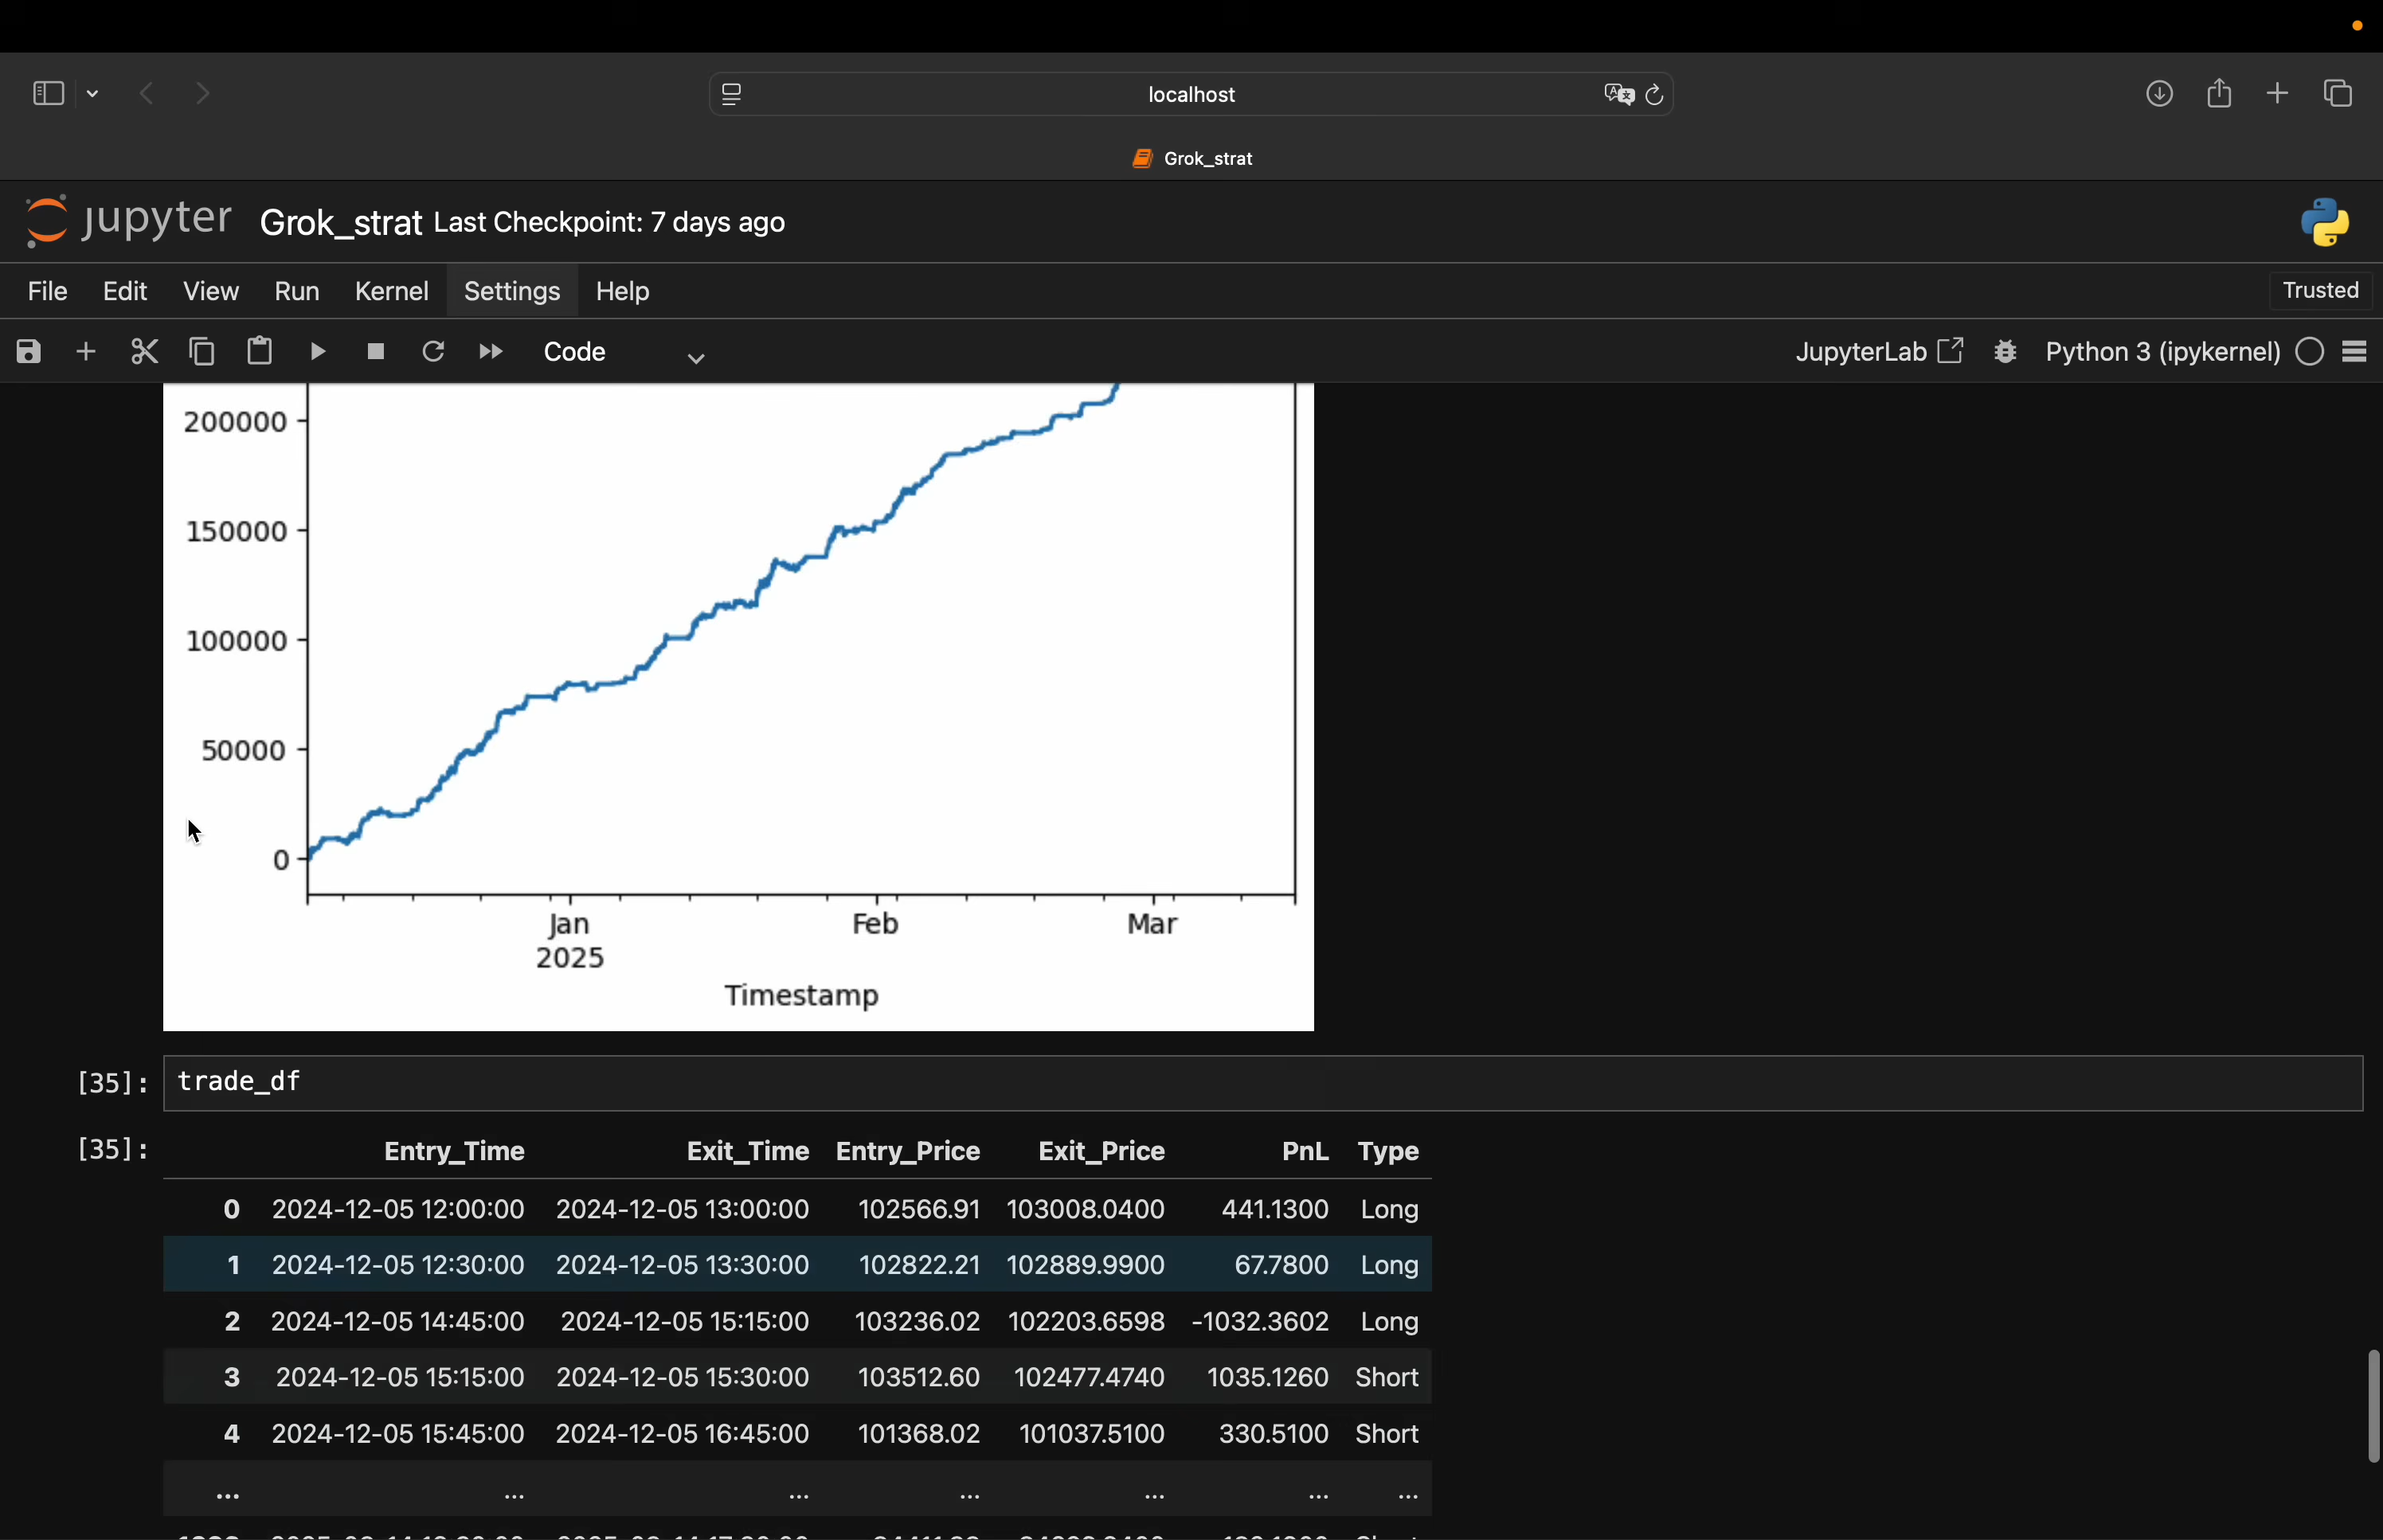 localhost
Grok_strat
jupyter Grok_strat Last Checkpoint: 7 days ago
File Edit View Run Kernel Settings Help Trusted
Code JupyterLab Python 3 (ipykernel)
200000
150000
100000
50000
0
Jan Feb Mar
2025
Timestamp
[35]: trade_df
[35]: Entry_Time Exit_Time Entry_Price Exit_Price PnL Type
0 2024-12-05 12:00:00 2024-12-05 13:00:00 102566.91 103008.0400 441.1300 Long
1 2024-12-05 12:30:00 2024-12-05 13:30:00 102822.21 102889.9900 67.7800 Long
2 2024-12-05 14:45:00 2024-12-05 15:15:00 103236.02 102203.6598 -1032.3602 Long
3 2024-12-05 15:15:00 2024-12-05 15:30:00 103512.60 102477.4740 1035.1260 Short
4 2024-12-05 15:45:00 2024-12-05 16:45:00 101368.02 101037.5100 330.5100 Short
... ... ... ... ... ... ...